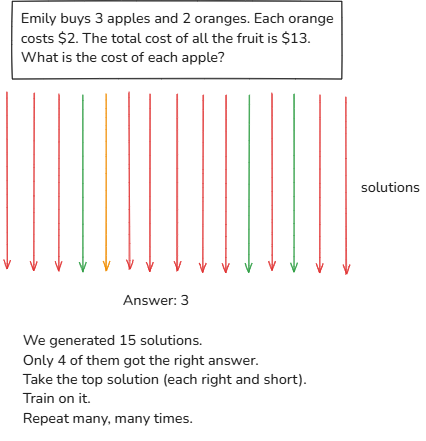 Emily buys 3 apples and 2 oranges. Each orange
costs $2. The total cost of all the fruit is $13.
What is the cost of each apple?
solutions
Answer: 3
We generated 15 solutions.
Only 4 of them got the right answer.
Take the top solution (each right and short).
Train on it.
Repeat many, many times.